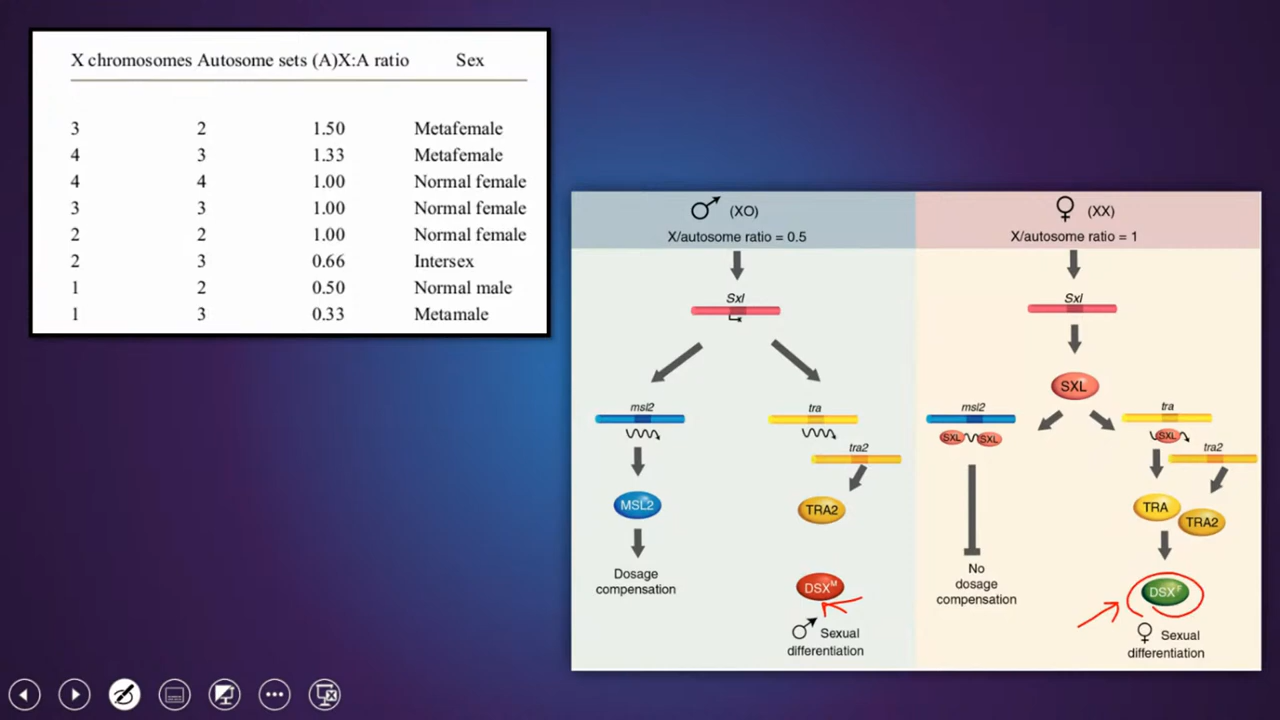 X chromosomes Autosome sets (A)X:A ratio Sex
3 2 1.50 Metafemale
4 3 1.33 Metafemale
4 4 1.00 Normal female
3 3 1.00 Normal female
2 2 1.00 Normal female
2 3 0.66 Intersex
1 2 0.50 Normal male
1 3 0.33 Metamale
♂ (XO)
X/autosome ratio = 0.5
Sxl
msl2
tra
tra2
MSL2
TRA2
Dosage
compensation
DSXM
♂ Sexual
differentiation
♀ (XX)
X/autosome ratio = 1
Sxl
SXL
msl2
tra
SXL SXL
SXL
tra2
TRA
TRA2
No
dosage
compensation
DSXF
♀ Sexual
differentiation